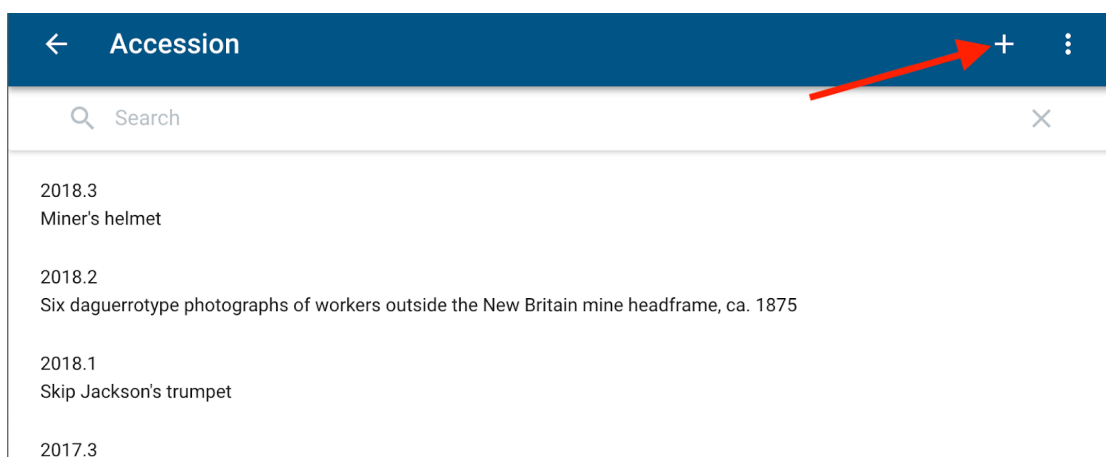 Accession
Search
2018.3
Miner's helmet
2018.2
Six daguerrotype photographs of workers outside the New Britain mine headframe, ca. 1875
2018.1
Skip Jackson's trumpet
2017.3